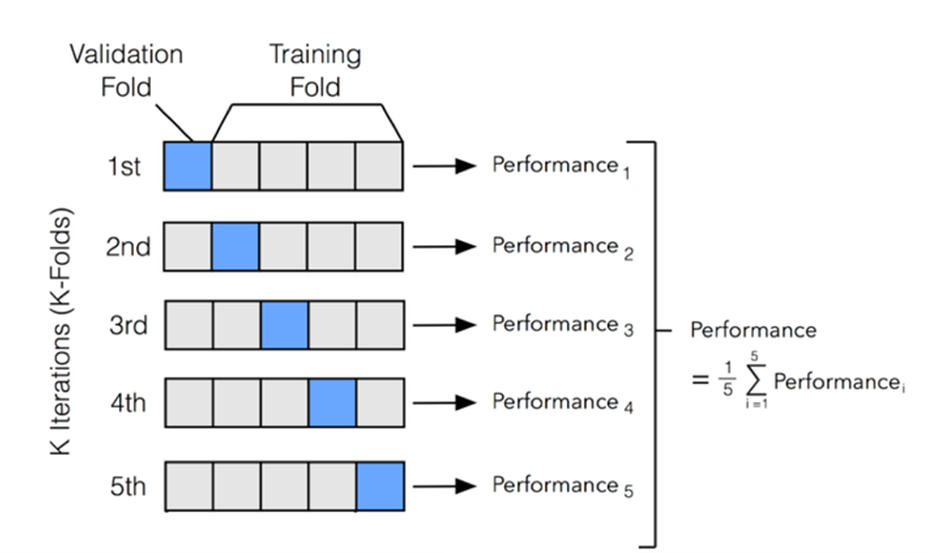 Validation
Fold
Training
Fold
K Iterations (K-Folds)
1st
Performance 1
2nd
Performance 2
3rd
Performance 3
4th
Performance 4
5th
Performance 5
Performance
= 1/5 5∑i=1 Performance i